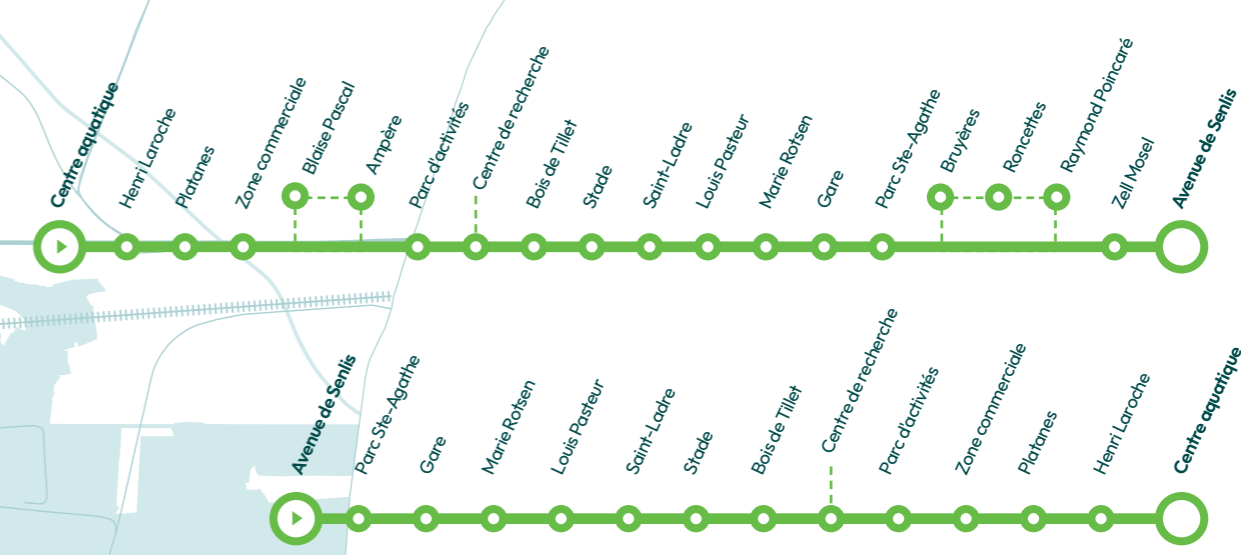 Centre aquatique
Henri Laroche
Platanes
Zone commerciale
Blaise Pascal
Ampère
Parc d'activités
Centre de recherche
Bois de Tillet
Stade
Saint-Ladre
Louis Pasteur
Marie Rotsen
Gare
Parc Ste-Agathe
Bruyères
Roncettes
Raymond Poincaré
Zell Mosel
Avenue de Senlis
Avenue de Senlis
Parc Ste-Agathe
Gare
Marie Rotsen
Louis Pasteur
Saint-Ladre
Stade
Bois de Tillet
Centre de recherche
Parc d'activités
Zone commerciale
Platanes
Henri Laroche
Centre aquatique